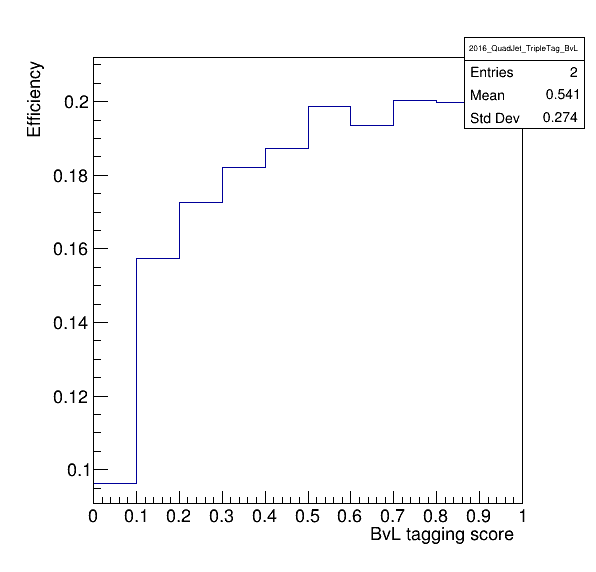 2016_QuadJet_TripleTag_BvL
Entries 2
Mean 0.541
Std Dev 0.274
Efficiency
0.2
0.18
0.16
0.14
0.12
0.1
0 0.1 0.2 0.3 0.4 0.5 0.6 0.7 0.8 0.9 1
BvL tagging score